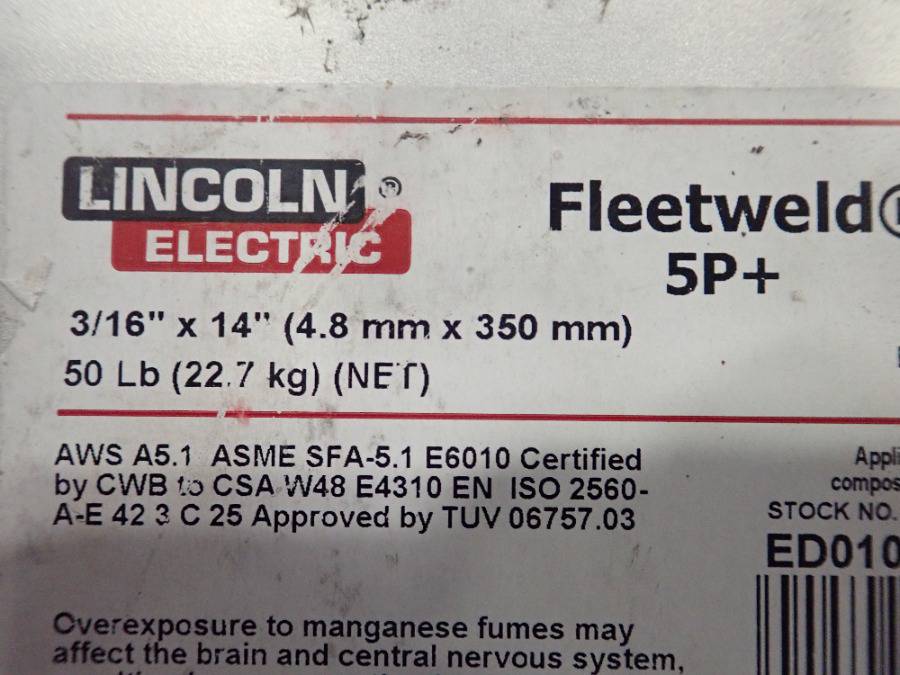 LINCOLN ®
ELECTRIC
Fleetweld®
5P+
3/16" x 14" (4.8 mm x 350 mm)
50 Lb (22.7 kg) (NET)
AWS A5.1 ASME SFA-5.1 E6010 Certified
by CWB to CSA W48 E4310 EN ISO 2560-
A-E 42 3 C 25 Approved by TUV 06757.03
STOCK NO.
ED010
Overexposure to manganese fumes may
affect the brain and central nervous system,